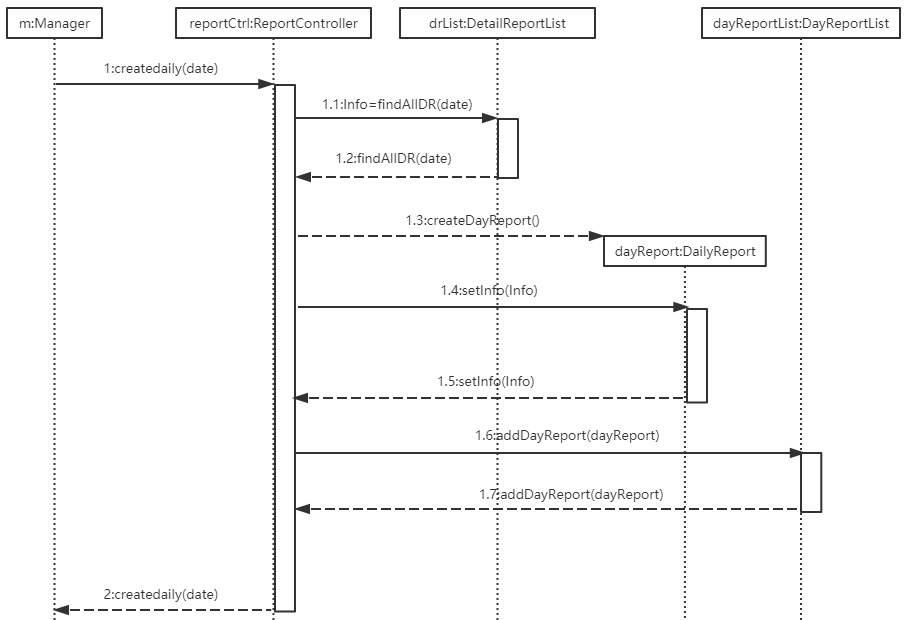 m:Manager
reportCtrl:ReportController
drList:DetailReportList
dayReportList:DayReportList
1:createdaily(date)
1.1:Info=findAllDR(date)
1.2:findAllDR(date)
1.3:createDayReport()
dayReport:DailyReport
1.4:setInfo(Info)
1.5:setInfo(Info)
1.6:addDayReport(dayReport)
1.7:addDayReport(dayReport)
2:createdaily(date)